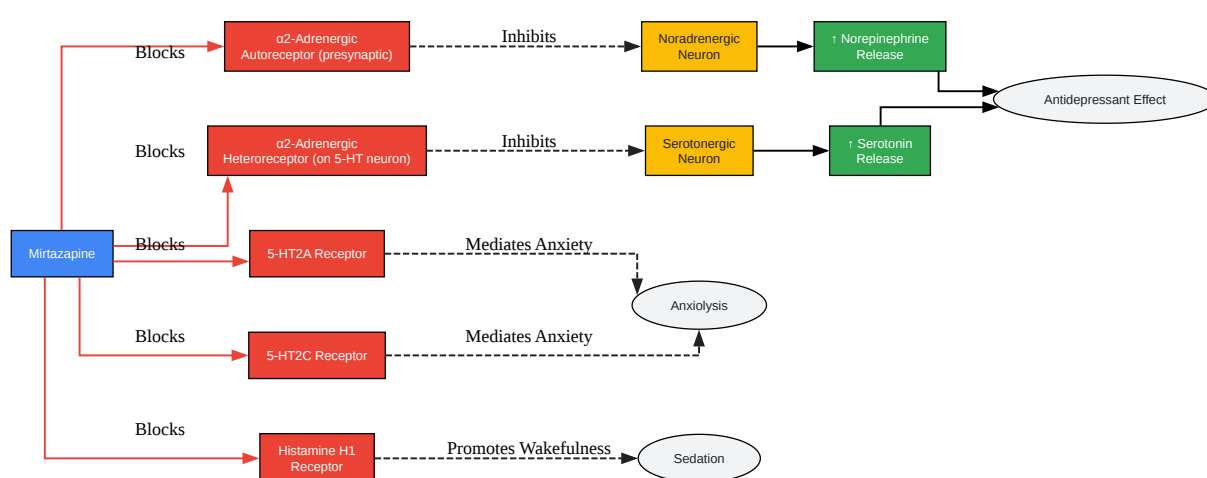 Blocks
α2-Adrenergic
Autoreceptor (presynaptic)
Inhibits
Noradrenergic
Neuron
↑ Norepinephrine
Release
Antidepressant Effect
Blocks
α2-Adrenergic
Heteroreceptor (on 5-HT neuron)
Inhibits
Serotonergic
Neuron
↑ Serotonin
Release
Mirtazapine
Blocks
5-HT2A Receptor
Mediates Anxiety
Anxiolysis
Blocks
5-HT2C Receptor
Mediates Anxiety
Blocks
Histamine H1
Receptor
Promotes Wakefulness
Sedation